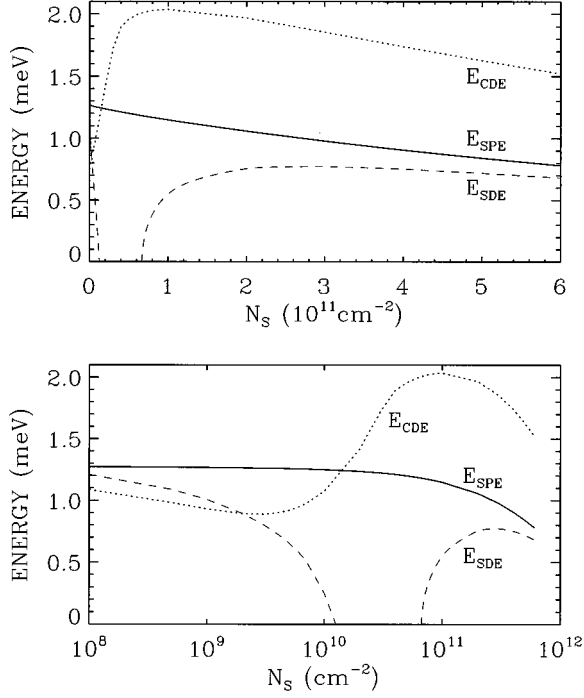 2.0
1.5
1.0
0.5
0
ENERGY (meV)
E_CDE
E_SPE
E_SDE
0 1 2 3 4 5 6
N_S (10^11 cm^-2)
2.0
1.5
1.0
0.5
0
ENERGY (meV)
E_CDE
E_SPE
E_SDE
10^8 10^9 10^10 10^11 10^12
N_S (cm^-2)